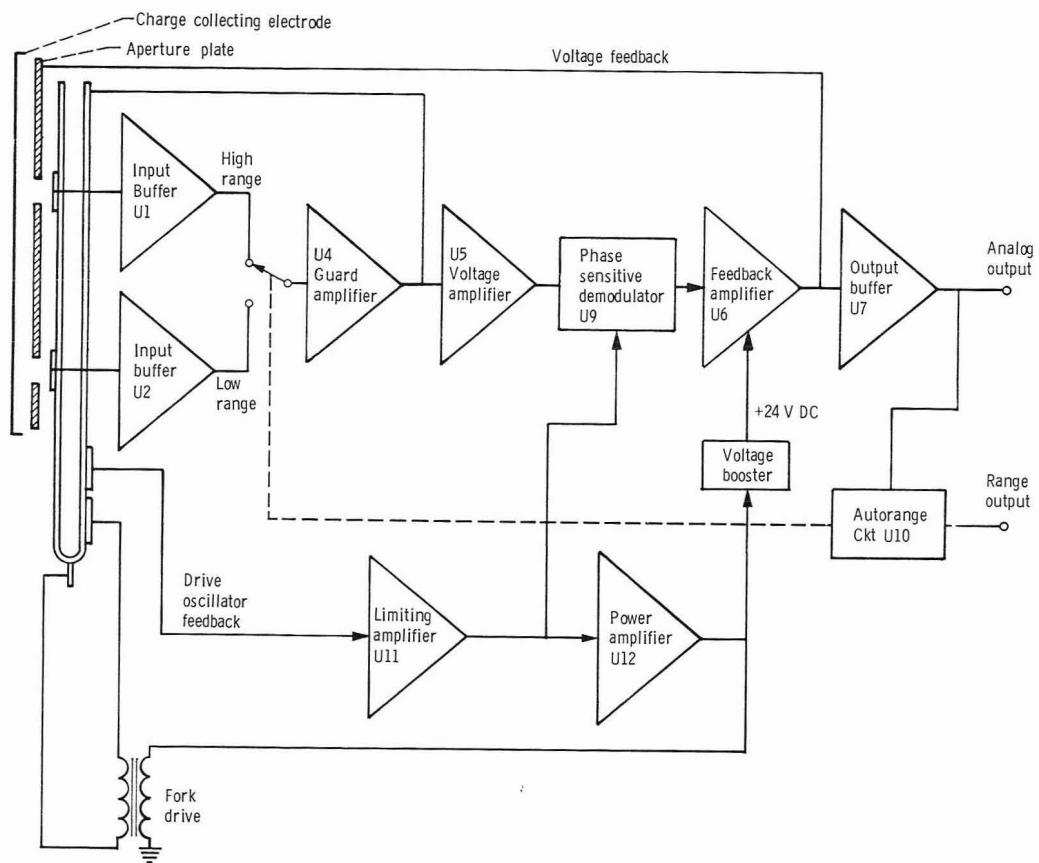 Charge collecting electrode
Aperture plate
Voltage feedback
Input
Buffer
U1
High
range
U4
Guard
amplifier
U5
Voltage
amplifier
Phase
sensitive
demodulator
U9
Feedback
amplifier
U6
Output
buffer
U7
Analog
output
Input
buffer
U2
Low
range
+24 V DC
Voltage
booster
Autorange
Ckt U10
Range
output
Drive
oscillator
feedback
Limiting
amplifier
U11
Power
amplifier
U12
Fork
drive